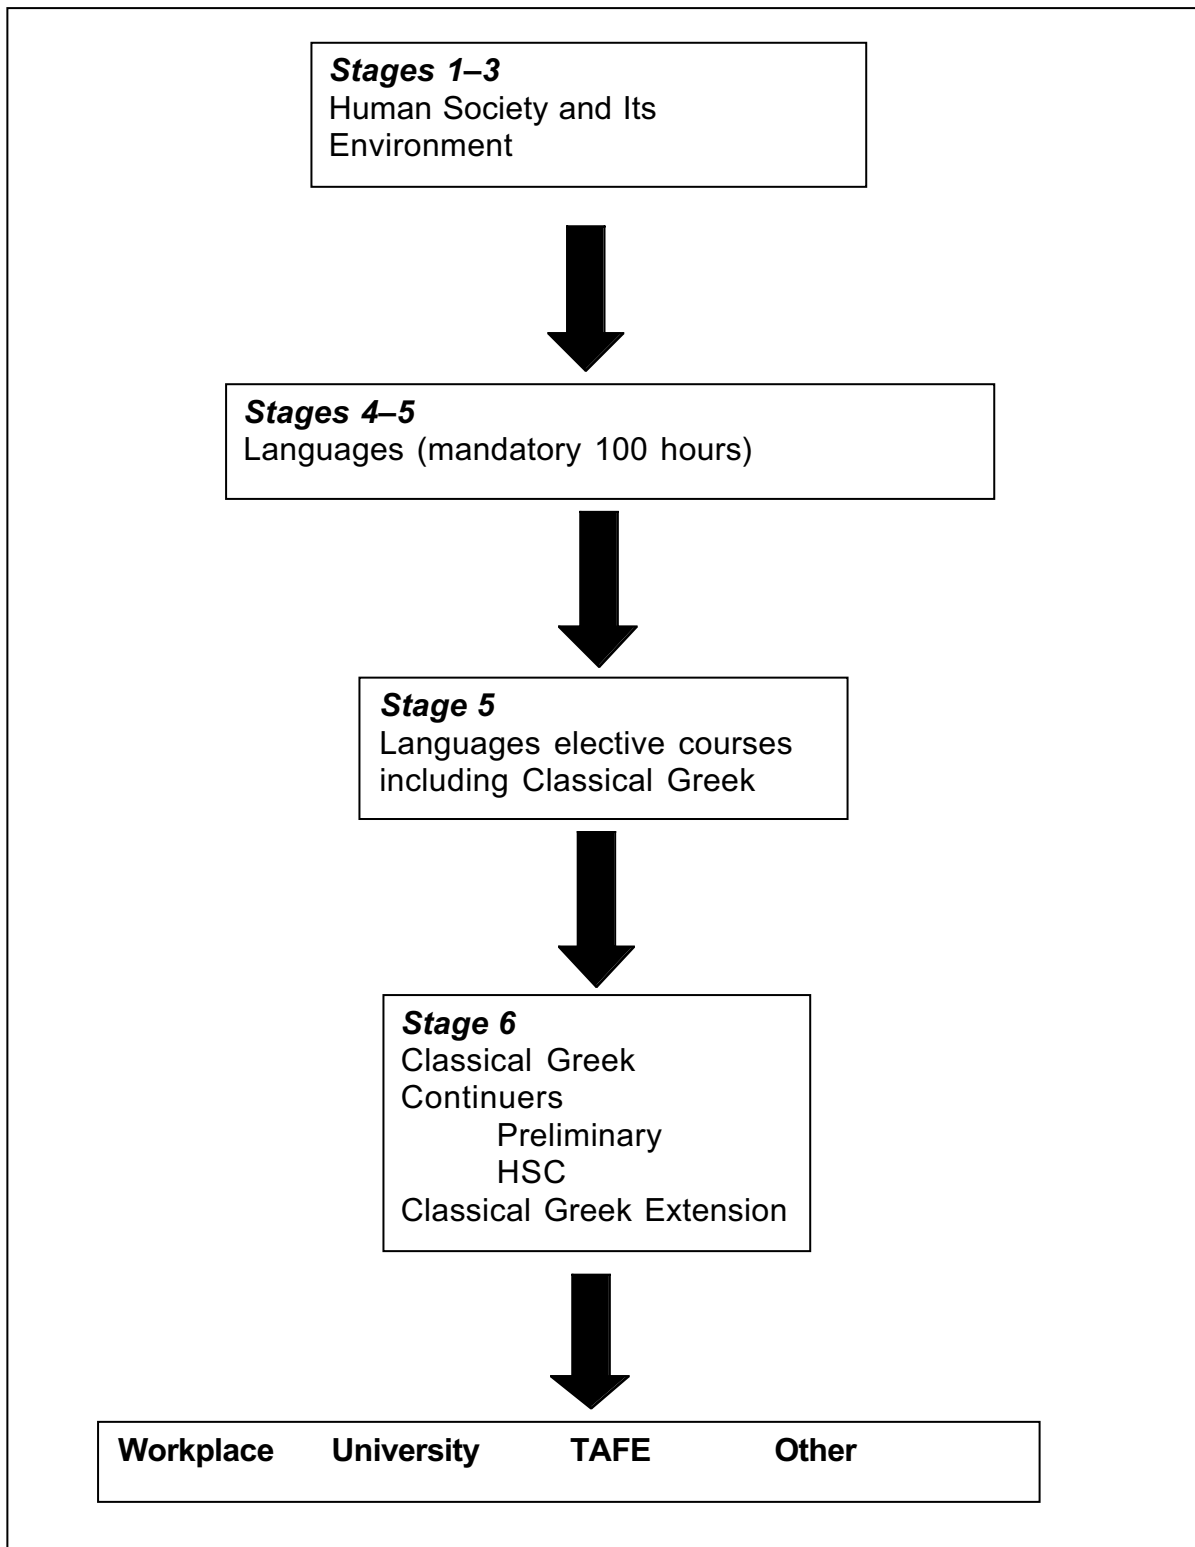 Stages 1–3
Human Society and Its
Environment
Stages 4–5
Languages (mandatory 100 hours)
Stage 5
Languages elective courses
including Classical Greek
Stage 6
Classical Greek
Continuers
Preliminary
HSC
Classical Greek Extension
Workplace University TAFE Other